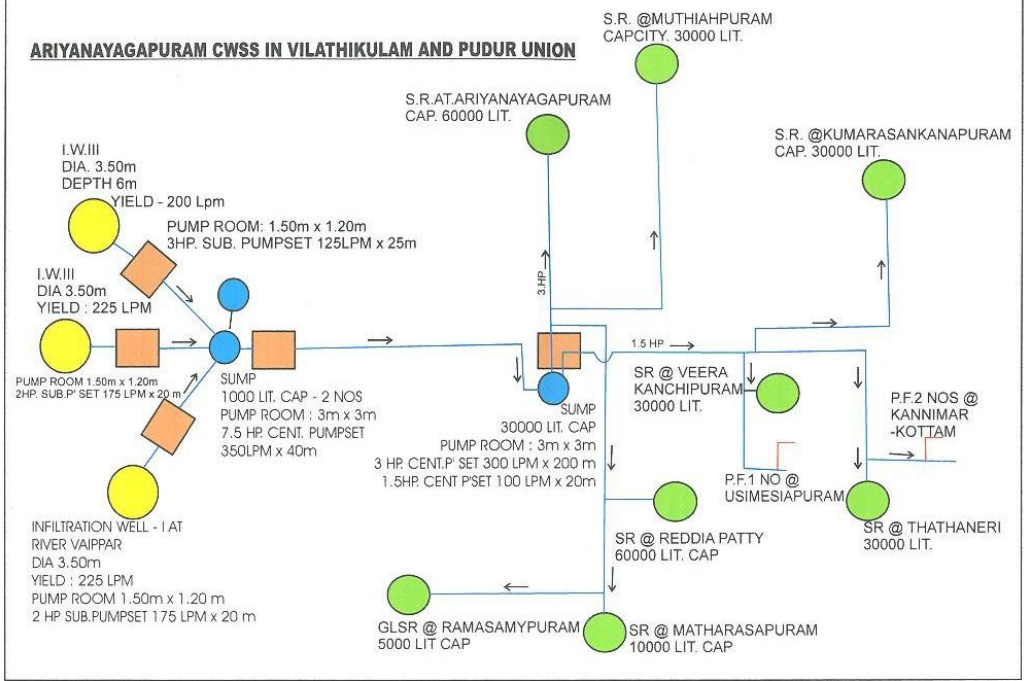 ARIYANAYAGAPURAM CWSS IN VILATHIKULAM AND PUDUR UNION
S.R. @MUTHIAHPURAM
CAPCITY. 30000 LIT.
S.R.AT.ARIYANAYAGAPURAM
CAP. 60000 LIT.
S.R. @KUMARASANKANAPURAM
CAP. 30000 LIT.
I.W.III
DIA. 3.50m
DEPTH 6m
YIELD - 200 Lpm
PUMP ROOM: 1.50m x 1.20m
3HP. SUB. PUMPSET 125LPM x 25m
I.W.III
DIA 3.50m
YIELD : 225 LPM
PUMP ROOM 1.50m x 1.20m
2HP. SUB.P' SET 175 LPM x 20 m
SUMP
1000 LIT. CAP - 2 NOS
PUMP ROOM : 3m x 3m
7.5 HP. CENT. PUMPSET
350LPM x 40m
3.HP
1.5 HP
SUMP
30000 LIT. CAP
PUMP ROOM : 3m x 3m
3 HP. CENT.P' SET 300 LPM x 200 m
1.5HP. CENT P'SET 100 LPM x 20m
SR @ VEERA
KANCHIPURAM
30000 LIT.
P.F.2 NOS @
KANNIMAR
-KOTTAM
P.F.1 NO @
USIMESIAPURAM
SR @ THATHANERI
30000 LIT.
INFILTRATION WELL - I AT
RIVER VAIPPAR
DIA 3.50m
YIELD : 225 LPM
PUMP ROOM 1.50m x 1.20 m
2 HP SUB.PUMPSET 175 LPM x 20 m
SR @ REDDIA PATTY
60000 LIT. CAP
GLSR @ RAMASAMYPURAM
5000 LIT CAP
SR @ MATHARASAPURAM
10000 LIT. CAP